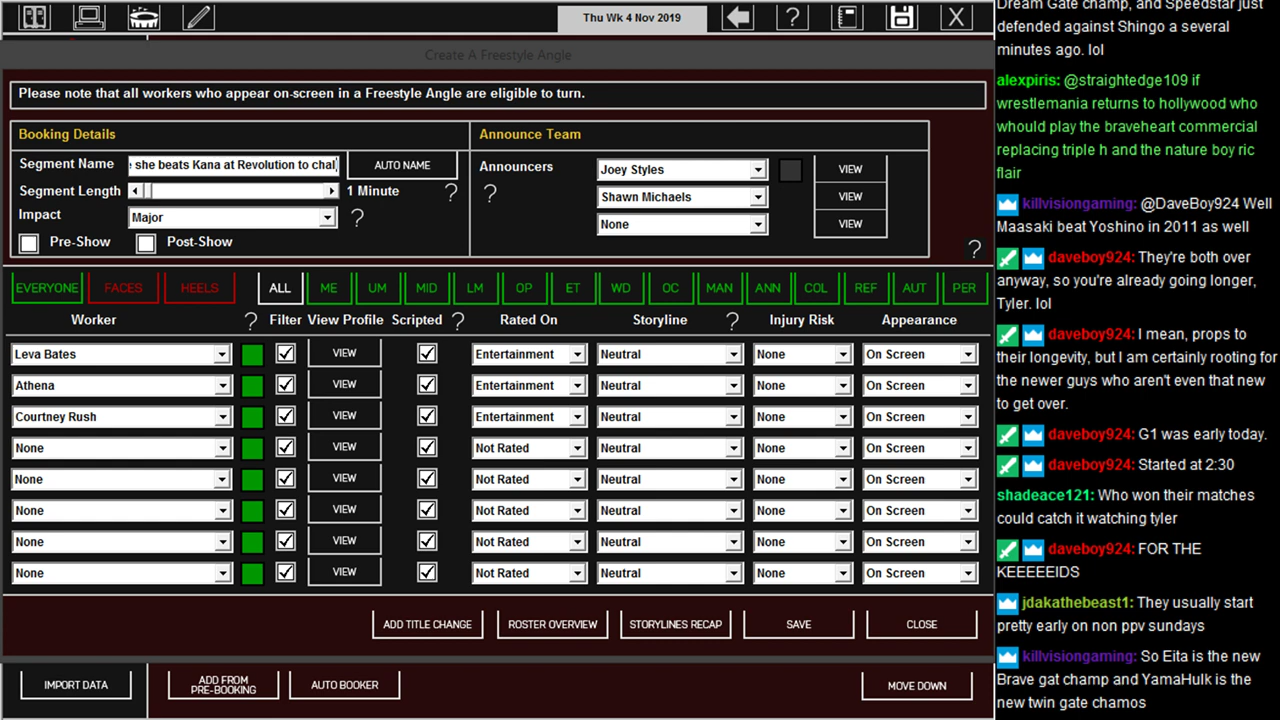 Thu Wk 4 Nov 2019
Create A Freestyle Angle
Please note that all workers who appear on-screen in a Freestyle Angle are eligible to turn.
Booking Details
Segment Name she beats Kana at Revolution to chal AUTO NAME
Segment Length 1 Minute ?
Impact Major ?
Pre-Show Post-Show
Announce Team
Announcers Joey Styles VIEW
? Shawn Michaels VIEW
None VIEW
?
EVERYONE FACES HEELS ALL ME UM MID LM OP ET WD OC MAN ANN COL REF AUT PER
Worker ? Filter View Profile Scripted ? Rated On Storyline ? Injury Risk Appearance
Leva Bates VIEW Entertainment Neutral None On Screen
Athena VIEW Entertainment Neutral None On Screen
Courtney Rush VIEW Entertainment Neutral None On Screen
None VIEW Not Rated Neutral None On Screen
None VIEW Not Rated Neutral None On Screen
None VIEW Not Rated Neutral None On Screen
None VIEW Not Rated Neutral None On Screen
None VIEW Not Rated Neutral None On Screen
ADD TITLE CHANGE ROSTER OVERVIEW STORYLINES RECAP SAVE CLOSE
IMPORT DATA ADD FROM PRE-BOOKING AUTO BOOKER MOVE DOWN
Dream Gate champ, and Speedstar just
defended against Shingo a several
minutes ago. lol
alexpiris: @straightedge109 if
wrestlemania returns to hollywood who
whould play the braveheart commercial
replacing triple h and the nature boy ric
flair
killvisiongaming: @DaveBoy924 Well
Maasaki beat Yoshino in 2011 as well
daveboy924: They're both over
anyway, so you're already going longer,
Tyler. lol
daveboy924: I mean, props to
their longevity, but I am certainly rooting for
the newer guys who aren't even that new
to get over.
daveboy924: G1 was early today.
daveboy924: Started at 2:30
shadeace121: Who won their matches
could catch it watching tyler
daveboy924: FOR THE
KEEEEEIDS
jdakathebeast1: They usually start
pretty early on non ppv sundays
killvisiongaming: So Eita is the new
Brave gat champ and YamaHulk is the
new twin gate chamos